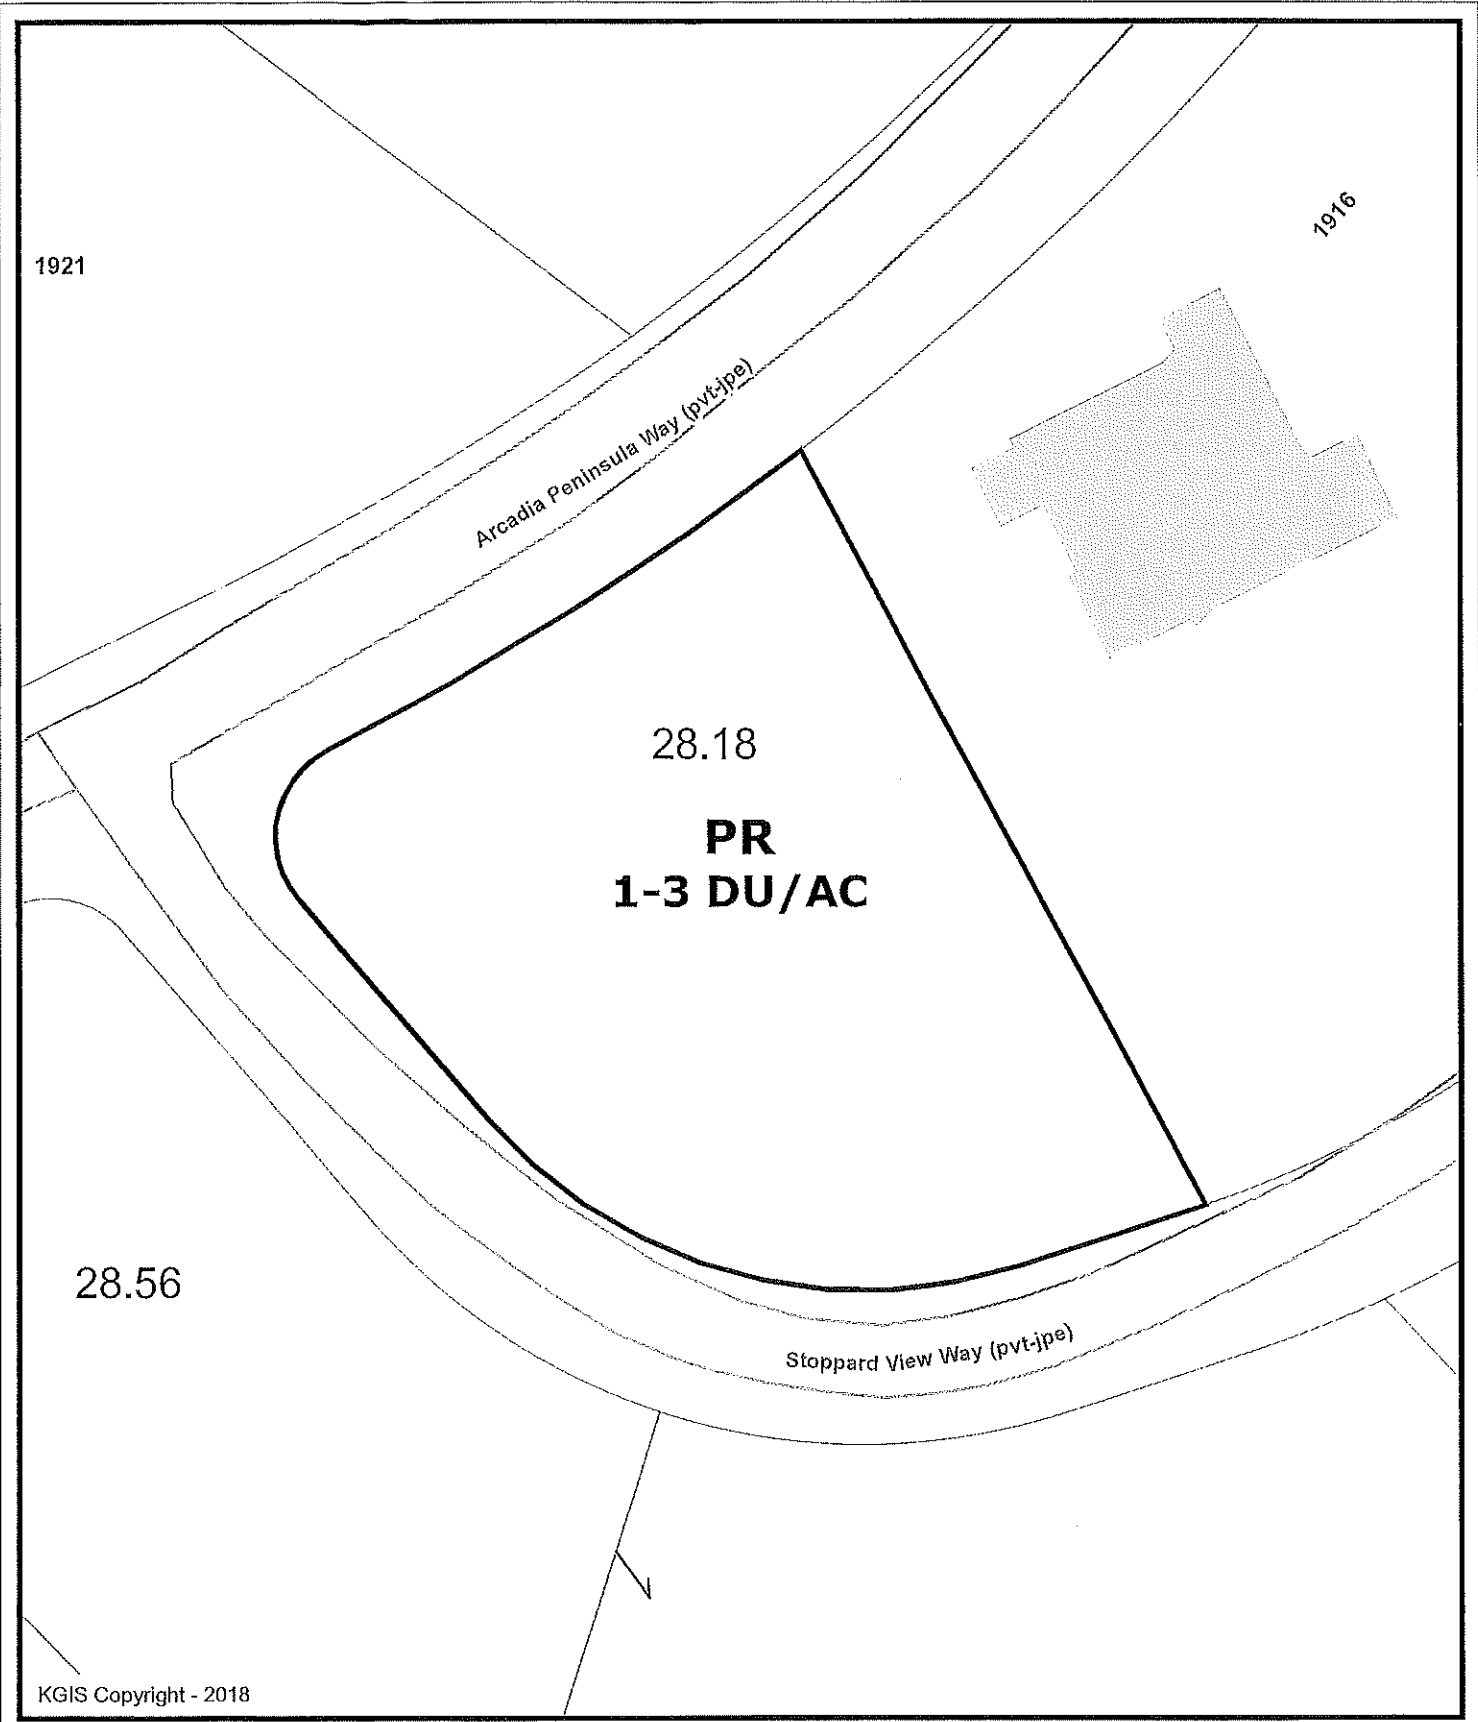 1921
1916
Arcadia Peninsula Way (pvt-jpe)
28.18
PR
1-3 DU/AC
28.56
Stoppard View Way (pvt-jpe)
KGIS Copyright - 2018